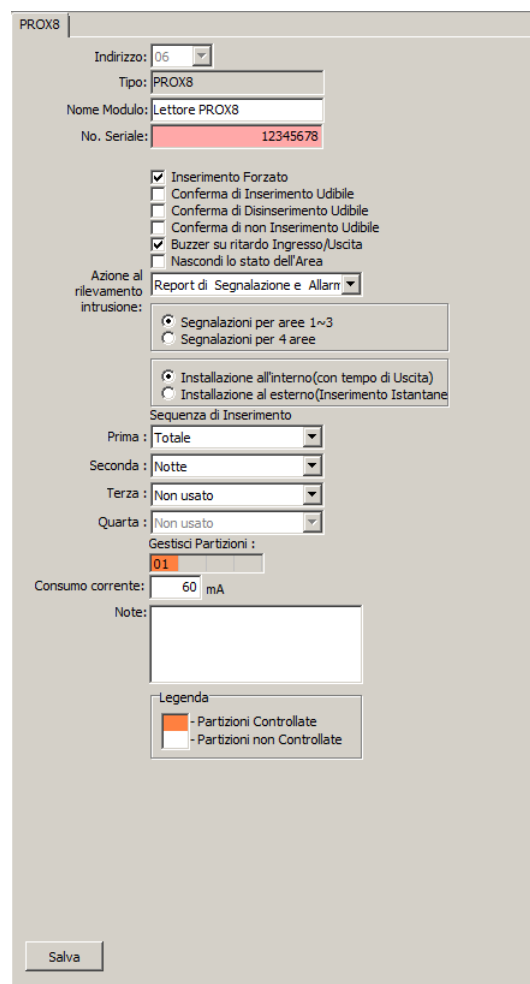 PROX8
Indirizzo: 06
Tipo: PROX8
Nome Modulo: Lettore PROX8
No. Seriale: 12345678
Inserimento Forzato
Conferma di Inserimento Udibile
Conferma di Disinserimento Udibile
Conferma di non Inserimento Udibile
Buzzer su ritardo Ingresso/Uscita
Nascondi lo stato dell'Area
Azione al
rilevamento
intrusione:
Report di Segnalazione e Allarm
Segnalazioni per aree 1~3
Segnalazioni per 4 aree
Installazione all'interno(con tempo di Uscita)
Installazione al esterno(Inserimento Istantane
Sequenza di Inserimento
Prima : Totale
Seconda : Notte
Terza : Non usato
Quarta : Non usato
Gestisci Partizioni :
01
Consumo corrente: 60 mA
Note:
Legenda
- Partizioni Controllate
- Partizioni non Controllate
Salva